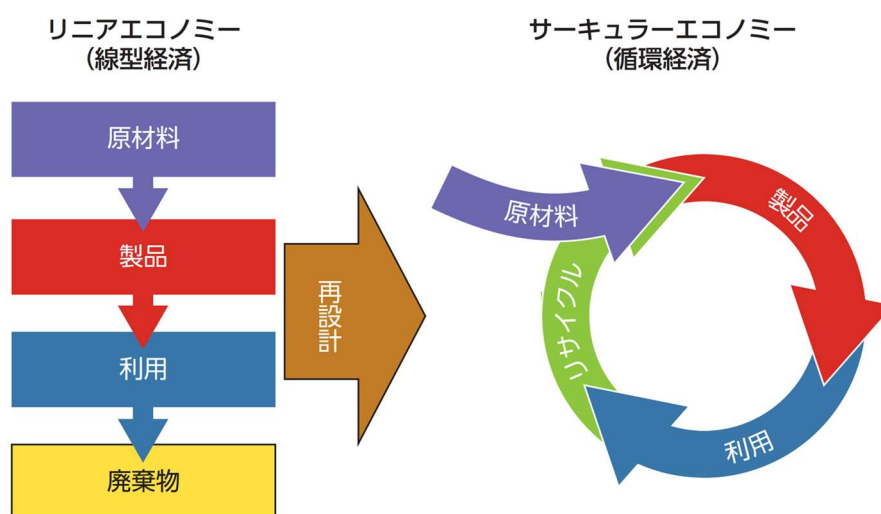 リニアエコノミー
(線型経済)
原材料
製品
利用
廃棄物
再設計
サーキュラーエコノミー
(循環経済)
原材料
製品
利用
リサイクル